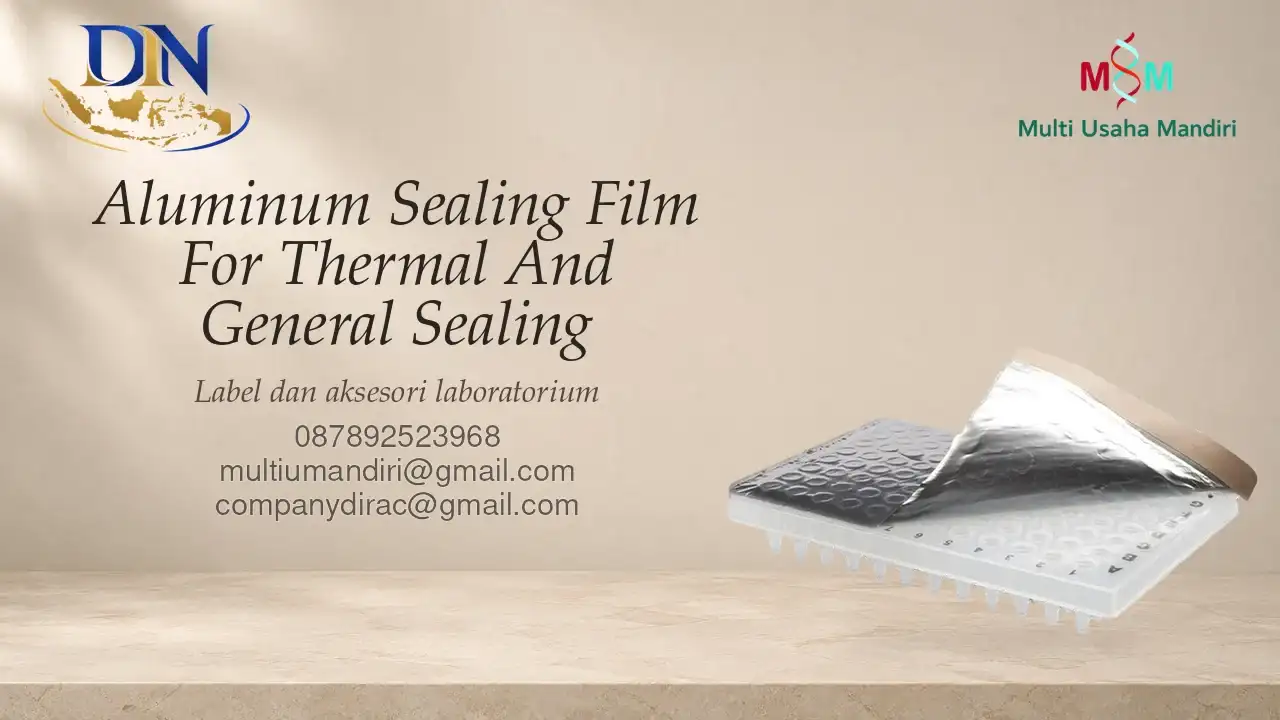 DIN
MSM
Multi Usaha Mandiri
Aluminum Sealing Film
For Thermal And
General Sealing
Label dan aksesori laboratorium
087892523968
multiumandiri@gmail.com
companydirac@gmail.com